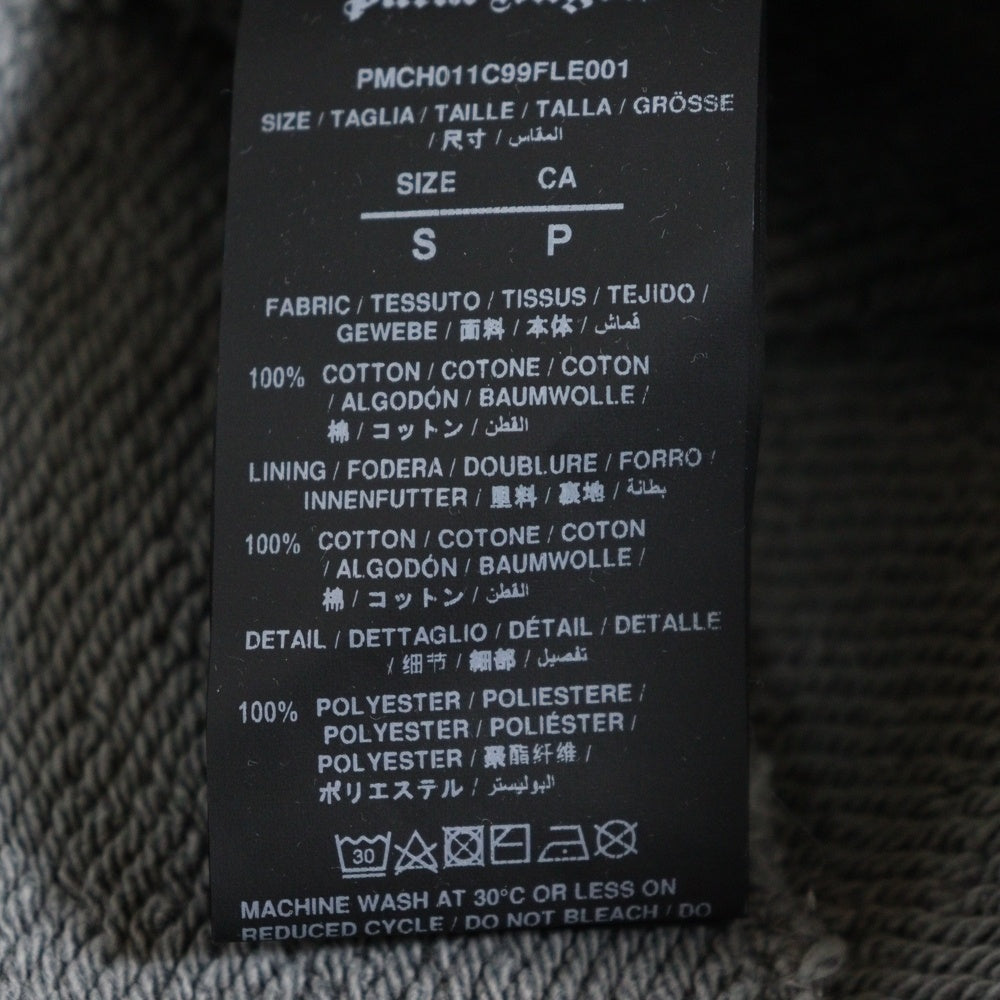 PMCH011C99FLE001
SIZE / TAGLIA / TAILLE / TALLA / GRÖSSE
/ 尺寸 / المقاس
SIZE CA
S P
FABRIC / TESSUTO / TISSUS / TEJIDO /
GEWEBE / 面料 / 本体 / قماش
100% COTTON / COTONE / COTON
/ ALGODÓN / BAUMWOLLE /
棉 / コットン / القطن
LINING / FODERA / DOUBLURE / FORRO /
INNENFUTTER / 里料 / 裏地 / بطانة
100% COTTON / COTONE / COTON
/ ALGODÓN / BAUMWOLLE /
棉 / コットン / القطن
DETAIL / DETTAGLIO / DÉTAIL / DETALLE
/ 细节 / 細部 / تفصيل
100% POLYESTER / POLIESTERE /
POLYESTER / POLIÉSTER /
POLYESTER / 聚酯纤维 /
ポリエステル / البوليستر
30
MACHINE WASH AT 30°C OR LESS ON
REDUCED CYCLE / DO NOT BLEACH / DO